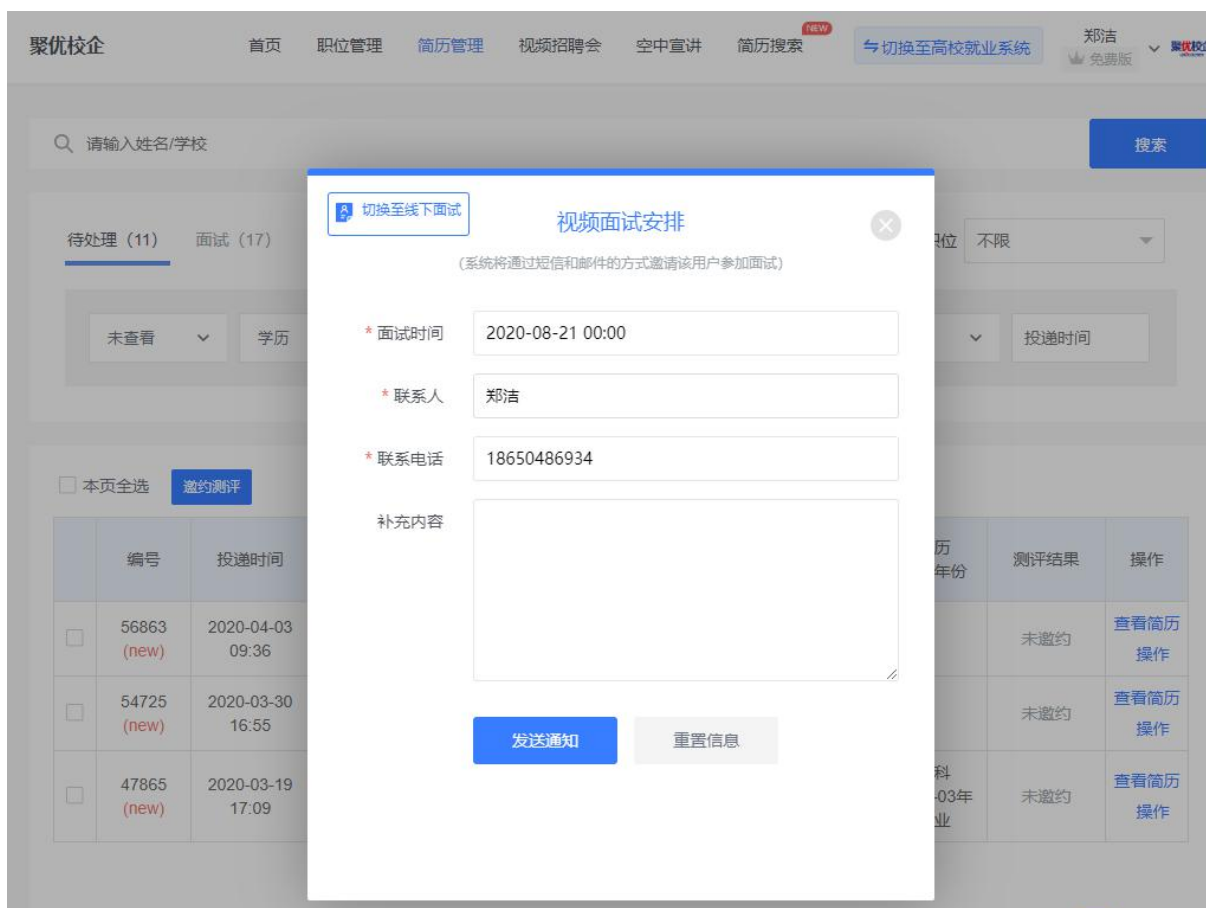 聚优校企 首页 职位管理 简历管理 视频招聘会 空中宣讲 简历搜索 NEW 切换至高校就业系统 郑洁
免费版
请输入姓名/学校 搜索
切换至线下面试
视频面试安排
(系统将通过短信和邮件的方式邀请该用户参加面试)
待处理 (11) 面试 (17) 职位 不限
* 面试时间 2020-08-21 00:00
未查看 学历 投递时间
* 联系人 郑洁
* 联系电话 18650486934
本页全选 邀约测评
补充内容
编号 投递时间 历 年份 测评结果 操作
56863 (new) 2020-04-03 09:36 未邀约 查看简历 操作
54725 (new) 2020-03-30 16:55 未邀约 查看简历 操作
发送通知 重置信息
47865 (new) 2020-03-19 17:09 科 -03年 业 未邀约 查看简历 操作